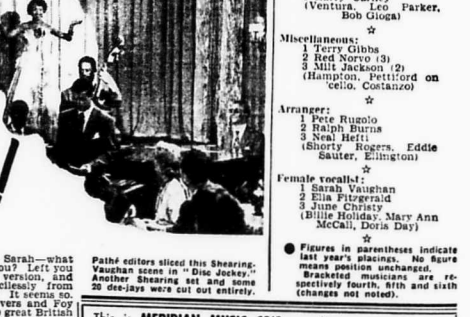 (Ventura, Leo Parker,
Bob Gioga)
Miscellaneous:
1 Terry Gibbs
2 Red Norvo (3)
3 Milt Jackson (2)
(Hampton, Pettiford on
'cello, Costanzo)
Arranger:
1 Pete Rugolo
2 Ralph Burns
3 Neal Hefti
(Shorty Rogers, Eddie
Sauter, Ellington)
Female vocalist:
1 Sarah Vaughan
2 Ella Fitzgerald
3 June Christy
(Billie Holiday, Mary Ann
McCall, Doris Day)
● Figures in parentheses indicate
last year's placings. No figure
means position unchanged.
Bracketed musicians are re-
spectively fourth, fifth and sixth
(changes not noted).
Pathé editors sliced this Shearing-
Vaughan scene in "Disc Jockey."
Another Shearing set and some
20 dee-jays were cut out entirely.
Sarah—what
ou? Left you
version, and
cilessly from
It seems so.
overs and Foy
great British
This is MERIDIAN MUSIC